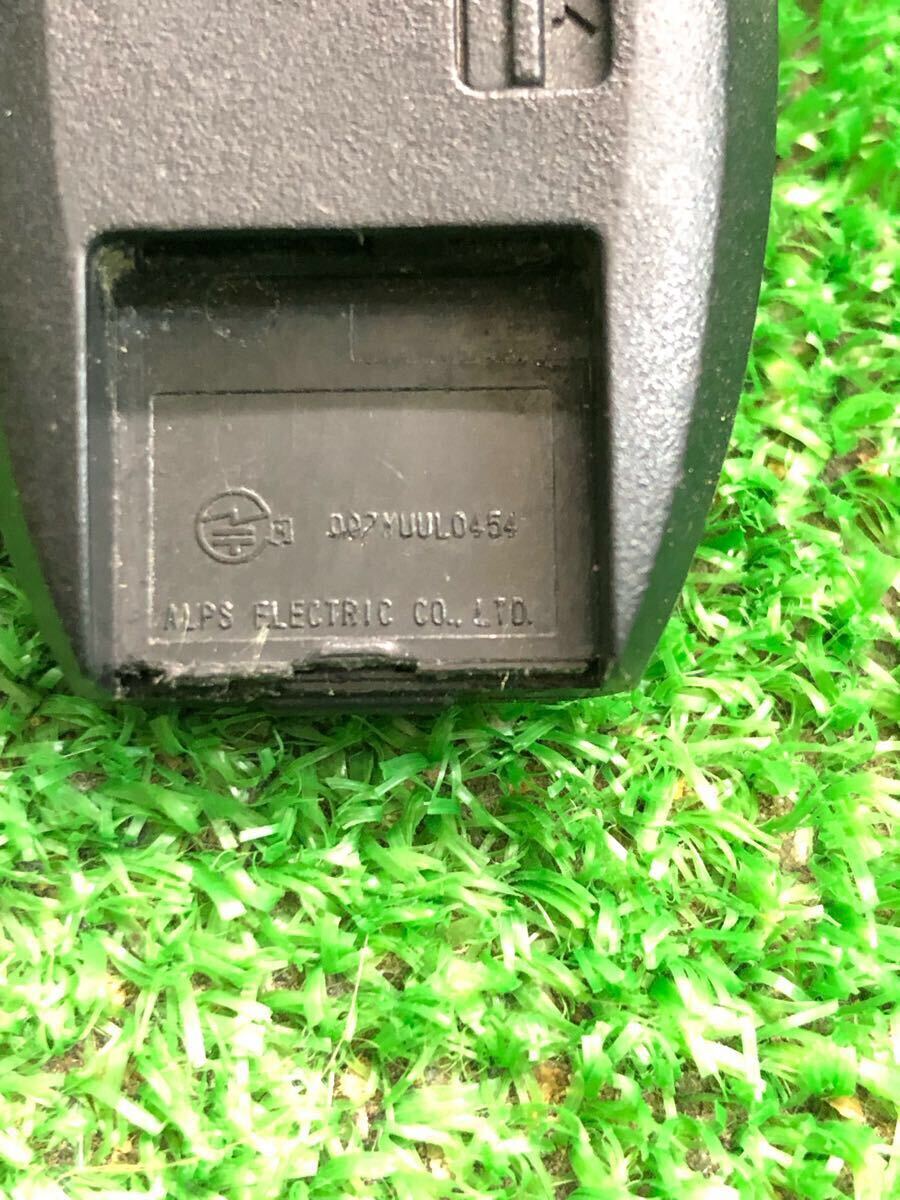 R 007YUUL0454
ALPS ELECTRIC CO., LTD.